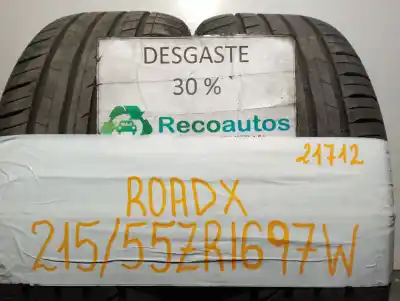 DESGASTE
30 %
Recoautos
21712
ROADX
215/55ZR1697W